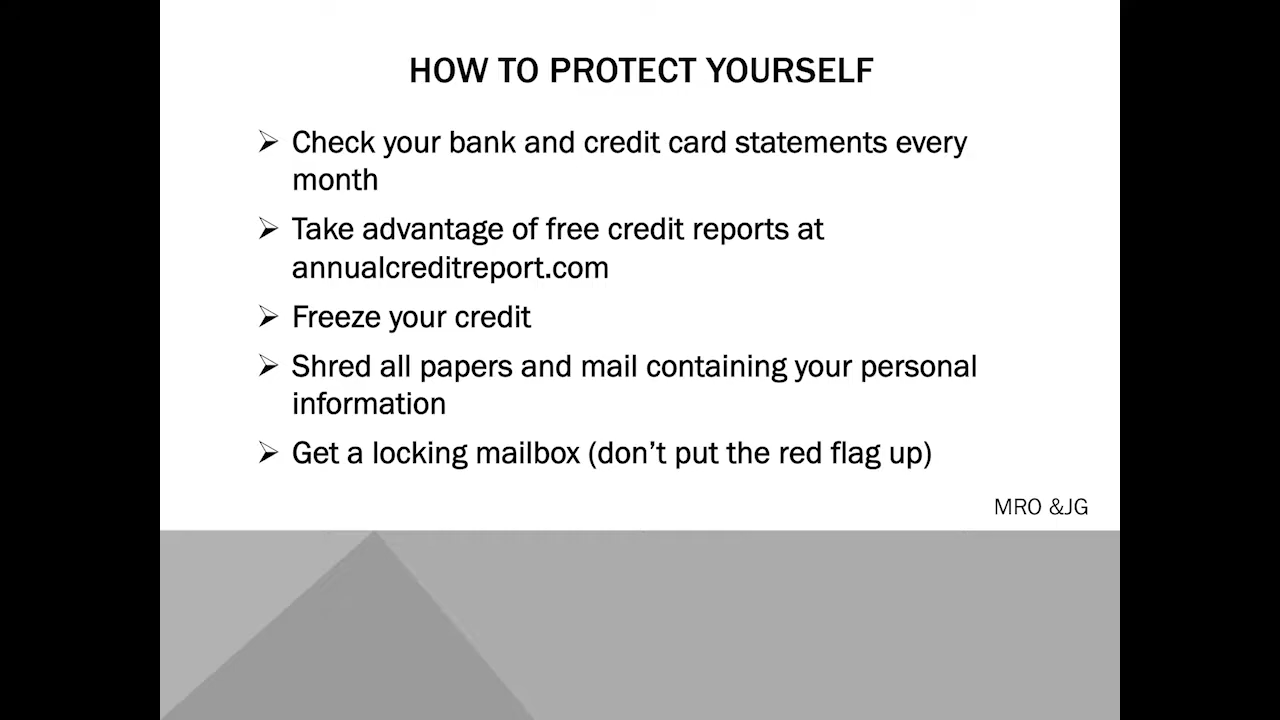 HOW TO PROTECT YOURSELF
➢ Check your bank and credit card statements every
month
➢ Take advantage of free credit reports at
annualcreditreport.com
➢ Freeze your credit
➢ Shred all papers and mail containing your personal
information
➢ Get a locking mailbox (don’t put the red flag up)
MRO &JG